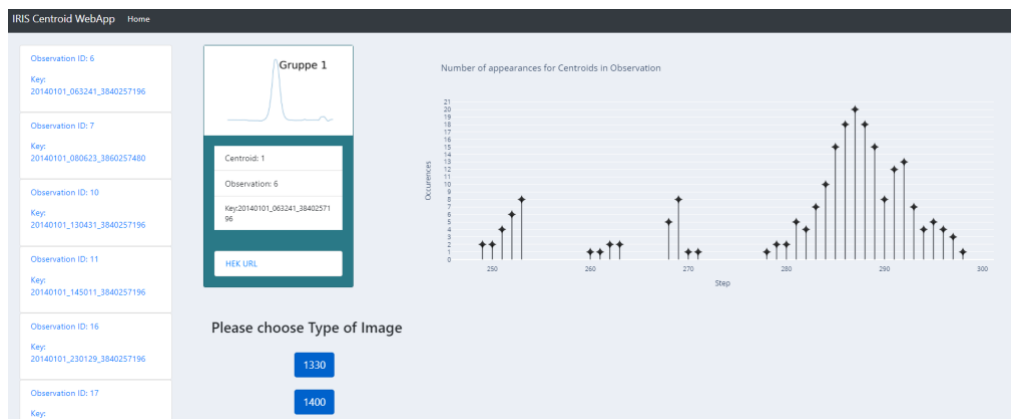 IRIS Centroid WebApp Home
Observation ID: 6
Key:
20140101_063241_3840257196
Observation ID: 7
Key:
20140101_080623_3860257480
Observation ID: 10
Key:
20140101_130431_3840257196
Observation ID: 11
Key:
20140101_145011_3840257196
Observation ID: 16
Key:
20140101_230129_3840257196
Observation ID: 17
Key:
Gruppe 1
Centroid: 1
Observation: 6
Key:20140101_063241_38402571
96
HEK URL
Please choose Type of Image
1330
1400
Number of appearances for Centroids in Observation
Occurences
21
20
19
18
17
16
15
14
13
12
11
10
9
8
7
6
5
4
3
2
1
0
250 260 270 280 290 300
Step